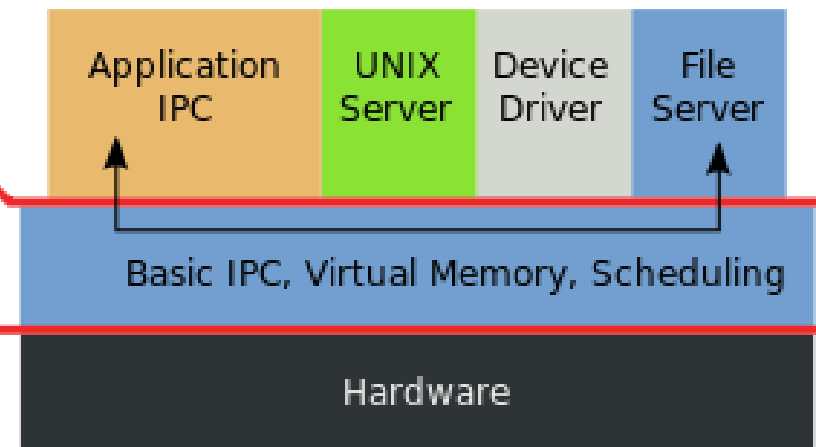 Application
IPC
UNIX
Server
Device
Driver
File
Server
Basic IPC, Virtual Memory, Scheduling
Hardware